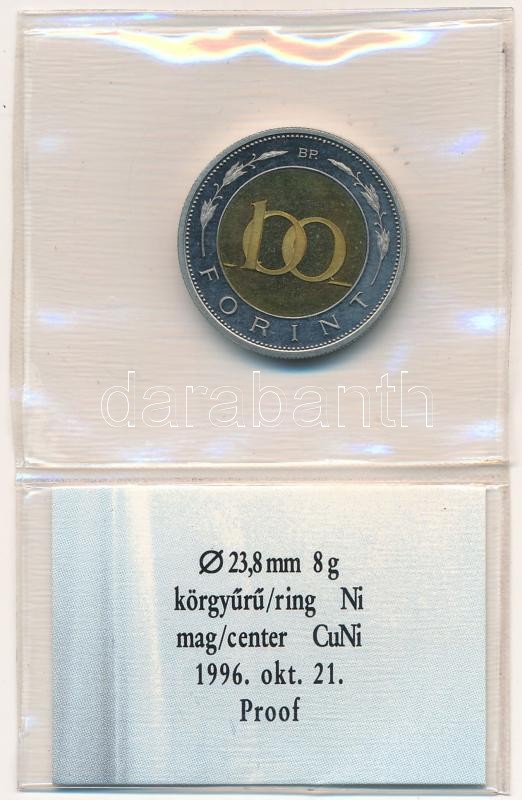 BP.
100
FORINT
darabanth
Ø 23,8 mm 8 g
körgyűrű/ring Ni
mag/center CuNi
1996. okt. 21.
Proof